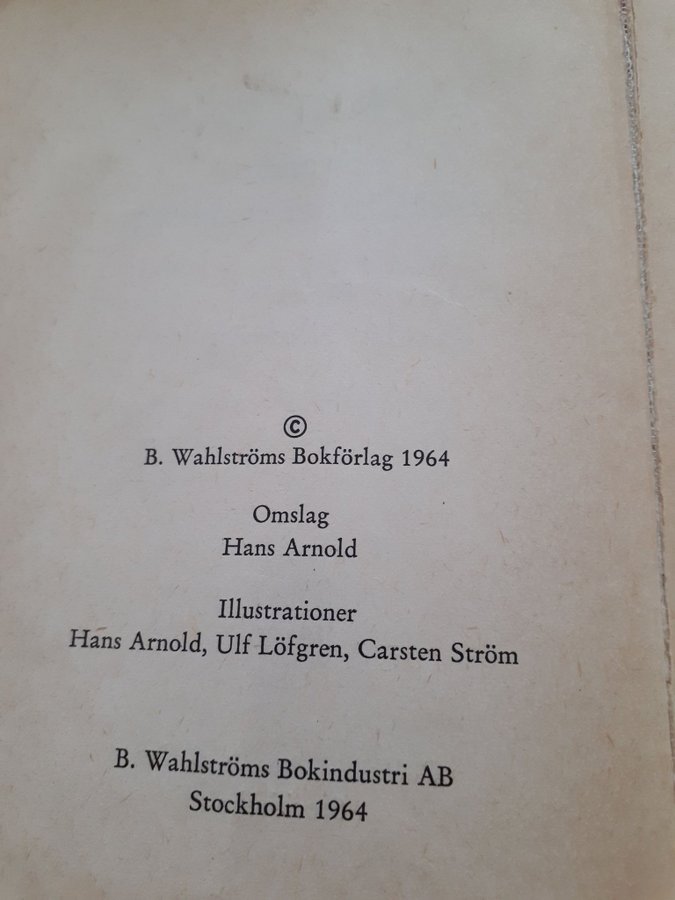 ©
B. Wahlströms Bokförlag 1964
Omslag
Hans Arnold
Illustrationer
Hans Arnold, Ulf Löfgren, Carsten Ström
B. Wahlströms Bokindustri AB
Stockholm 1964